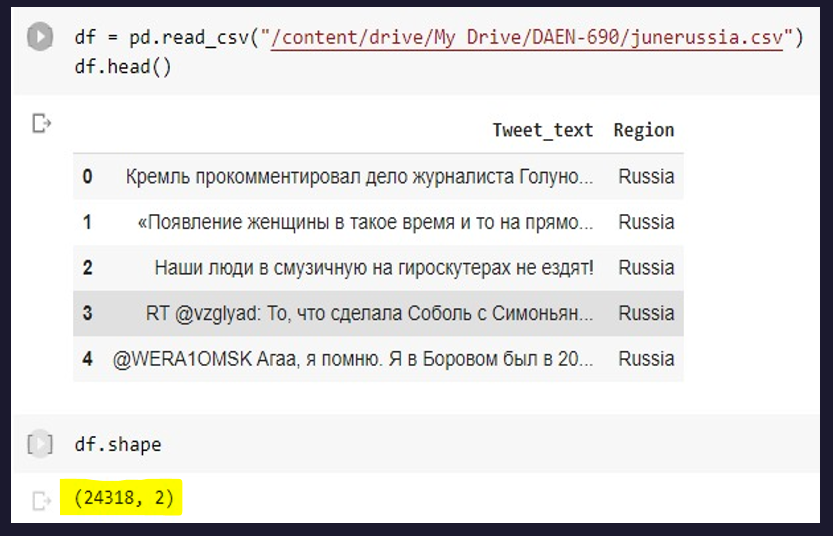 df = pd.read_csv("/content/drive/My Drive/DAEN-690/junerussia.csv")
df.head()
Tweet_text Region
0 Кремль прокомментировал дело журналиста Голуно... Russia
1 «Появление женщины в такое время и то на прямо... Russia
2 Наши люди в смузичную на гироскутерах не ездят! Russia
3 RT @vzglyad: То, что сделала Соболь с Симоньян... Russia
4 @WERA1OMSK Агаа, я помню. Я в Боровом был в 20... Russia
[ ] df.shape
(24318, 2)